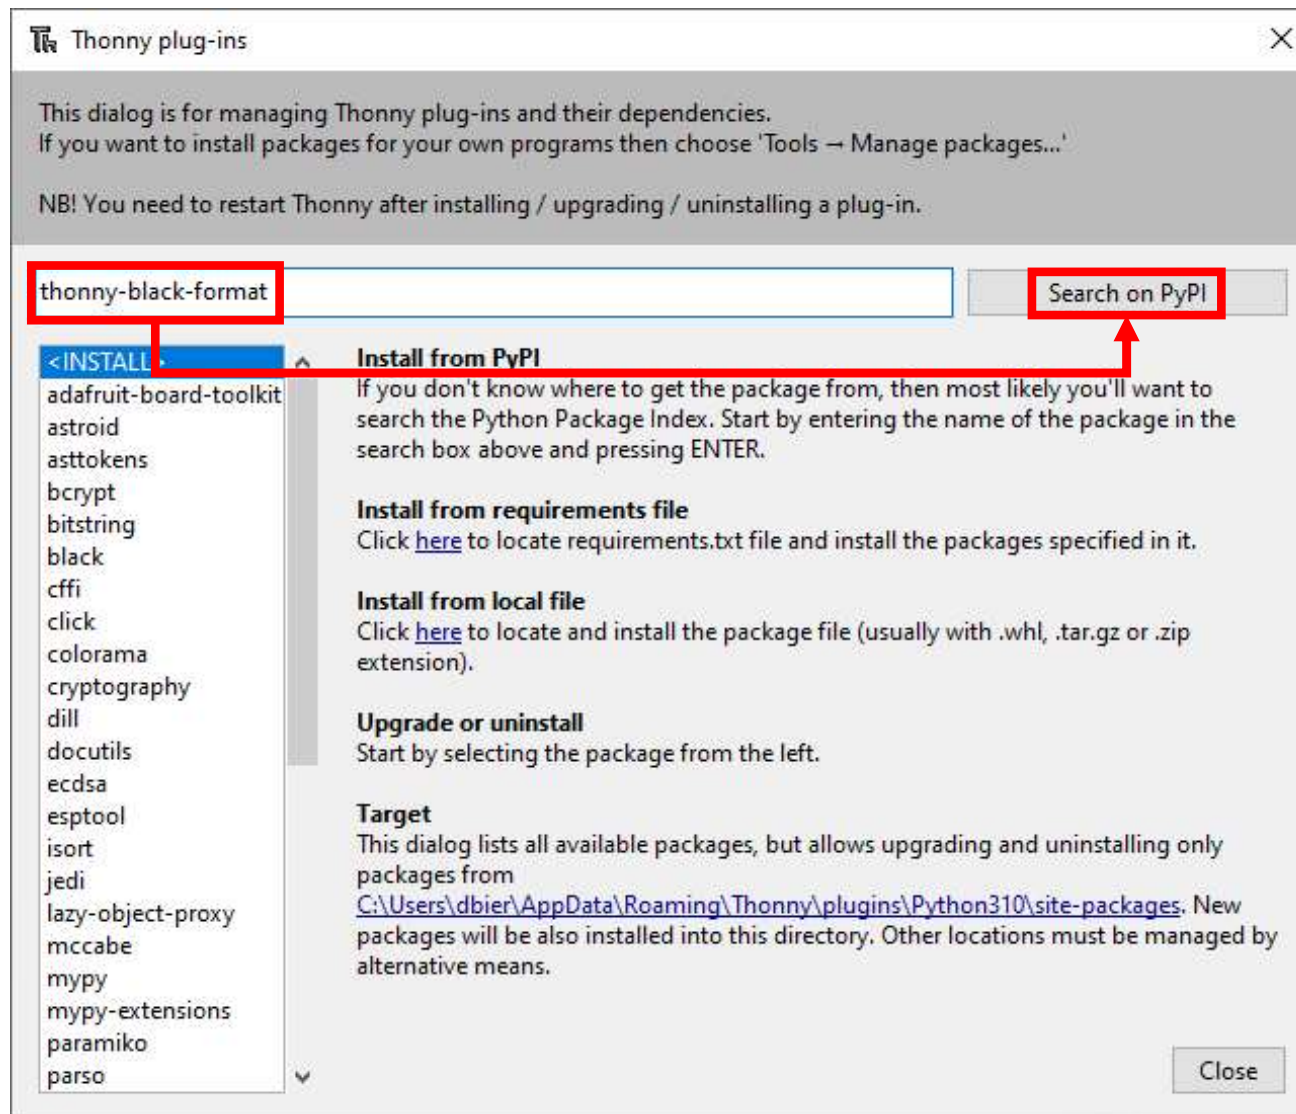 Thonny plug-ins
This dialog is for managing Thonny plug-ins and their dependencies.
If you want to install packages for your own programs then choose 'Tools → Manage packages...'
NB! You need to restart Thonny after installing / upgrading / uninstalling a plug-in.
thonny-black-format
Search on PyPI
<INSTALL>
adafruit-board-toolkit
astroid
asttokens
bcrypt
bitstring
black
cffi
click
colorama
cryptography
dill
docutils
ecdsa
esptool
isort
jedi
lazy-object-proxy
mccabe
mypy
mypy-extensions
paramiko
parso
Install from PyPI
If you don't know where to get the package from, then most likely you'll want to
search the Python Package Index. Start by entering the name of the package in the
search box above and pressing ENTER.
Install from requirements file
Click here to locate requirements.txt file and install the packages specified in it.
Install from local file
Click here to locate and install the package file (usually with .whl, .tar.gz or .zip
extension).
Upgrade or uninstall
Start by selecting the package from the left.
Target
This dialog lists all available packages, but allows upgrading and uninstalling only
packages from
C:\Users\dbier\AppData\Roaming\Thonny\plugins\Python310\site-packages. New
packages will be also installed into this directory. Other locations must be managed by
alternative means.
Close